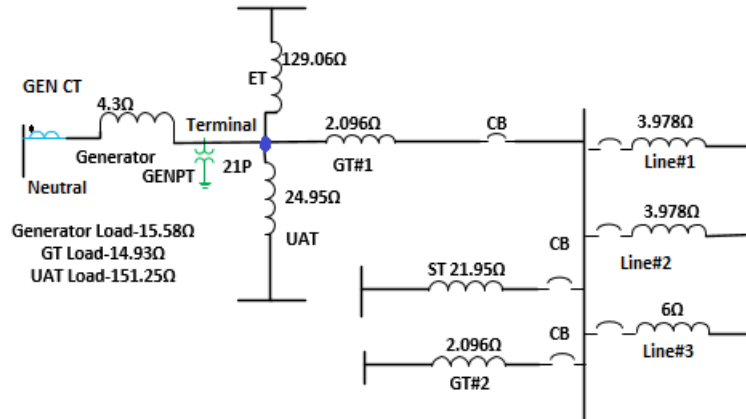 129.06Ω
ET
GEN CT
4.3Ω
Terminal
2.096Ω
CB
3.978Ω
Generator
GENPT
21P
GT#1
Line#1
Neutral
24.95Ω
Generator Load-15.58Ω
GT Load-14.93Ω
UAT Load-151.25Ω
UAT
3.978Ω
CB
Line#2
ST 21.95Ω
6Ω
CB
2.096Ω
Line#3
GT#2